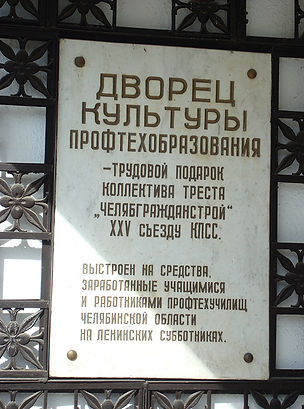 ДВОРЕЦ
КУЛЬТУРЫ
ПРОФТЕХОБРАЗОВАНИЯ
–ТРУДОВОЙ ПОДАРОК
КОЛЛЕКТИВА ТРЕСТА
„ЧЕЛЯБГРАЖДАНСТРОЙ“
XXV СЪЕЗДУ КПСС.
ВЫСТРОЕН НА СРЕДСТВА,
ЗАРАБОТАННЫЕ УЧАЩИМИСЯ
И РАБОТНИКАМИ ПРОФТЕХУЧИЛИЩ
ЧЕЛЯБИНСКОЙ ОБЛАСТИ
НА ЛЕНИНСКИХ СУББОТНИКАХ.